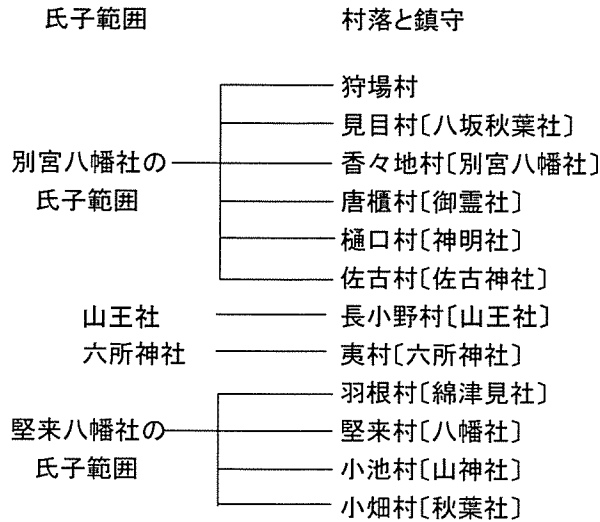 氏子範囲
村落と鎮守
別宮八幡社の
氏子範囲
狩場村
見目村〔八坂秋葉社〕
香々地村〔別宮八幡社〕
唐櫃村〔御霊社〕
樋口村〔神明社〕
佐古村〔佐古神社〕
山王社
長小野村〔山王社〕
六所神社
夷村〔六所神社〕
堅来八幡社の
氏子範囲
羽根村〔綿津見社〕
堅来村〔八幡社〕
小池村〔山神社〕
小畑村〔秋葉社〕